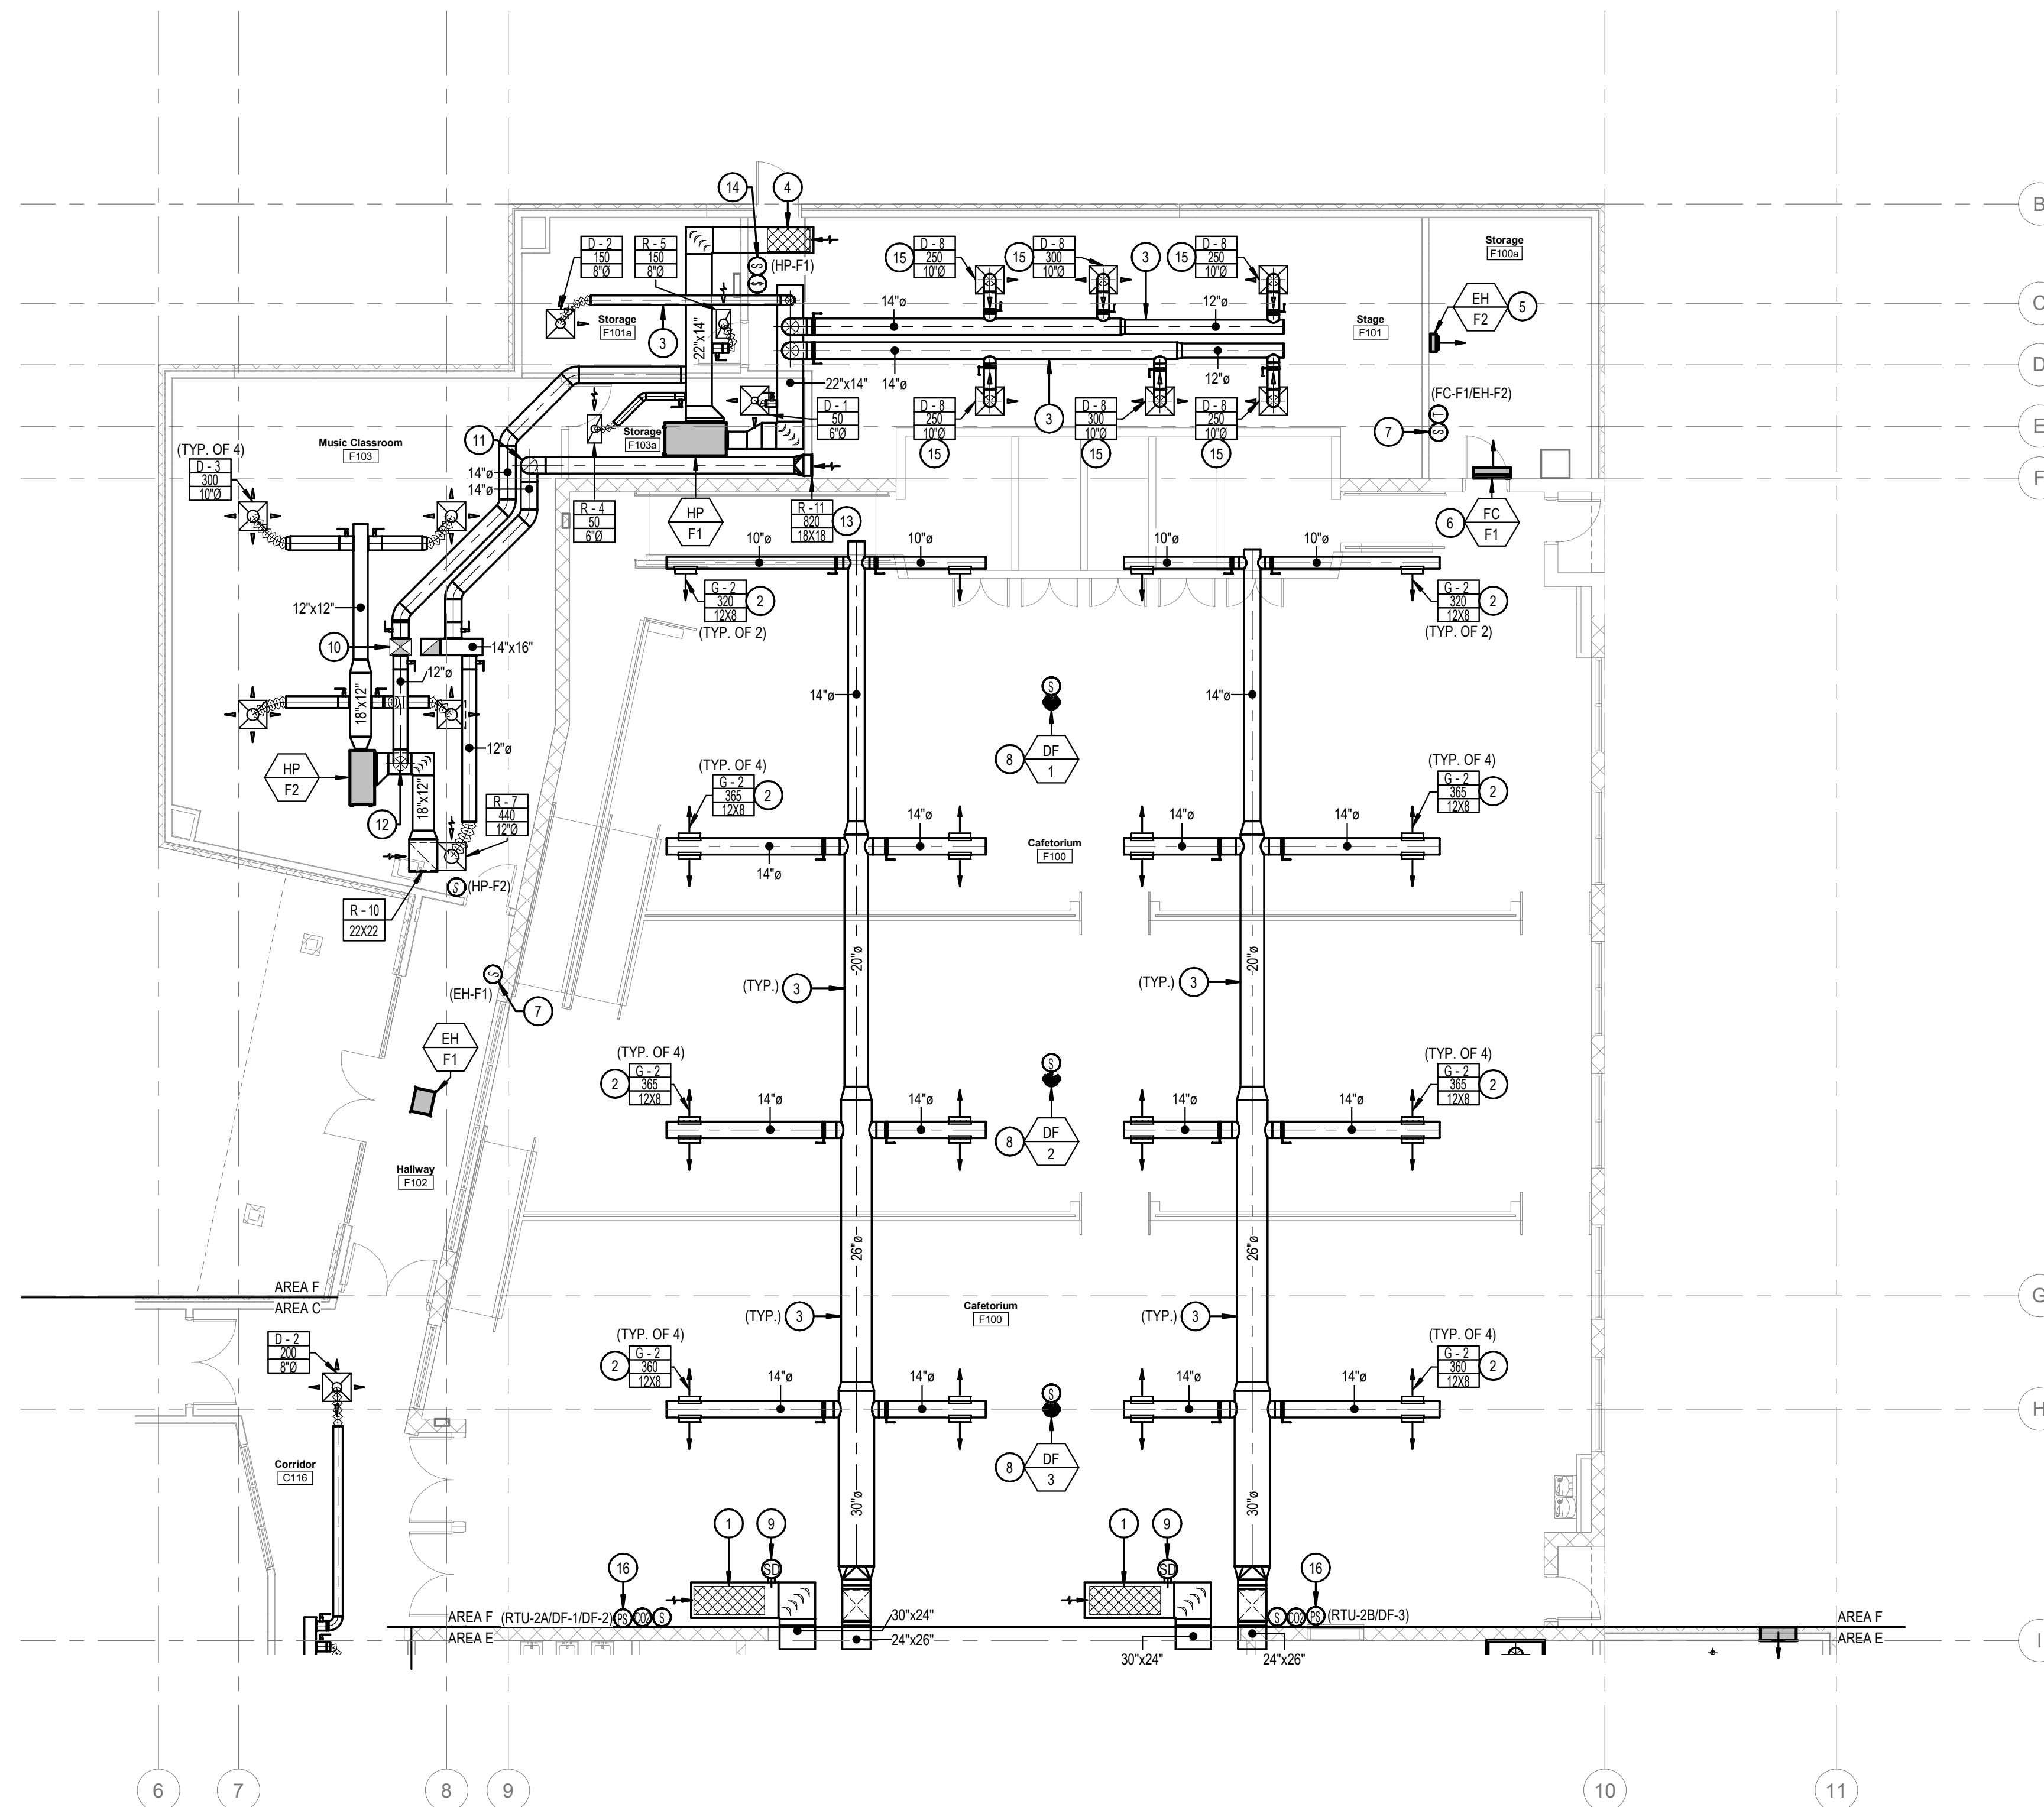 B
14
4
D - 2
150
8"Ø
R - 5
150
8"Ø
S
S
(HP-F1)
15
D - 8
250
10"Ø
15
D - 8
300
10"Ø
3
15
D - 8
250
10"Ø
Storage
F100a
C
EH
F2
5
Storage
F101a
3
22"x14"
14"ø
12"ø
Stage
F101
D
14"ø
12"ø
22"x14"
3
D - 1
50
6"Ø
D - 8
250
10"Ø
15
D - 8
300
10"Ø
15
D - 8
250
10"Ø
15
(FC-F1/EH-F2)
T
S
7
E
Music Classroom
F103
11
Storage
F103a
(TYP. OF 4)
D - 3
300
10"Ø
14"ø
14"ø
F
R - 4
50
6"Ø
HP
F1
R - 11
820
18X18
13
6
FC
F1
10"ø
10"ø
10"ø
10"ø
12"x12"
G - 2
320
12X8
2
(TYP. OF 2)
G - 2
320
12X8
2
(TYP. OF 2)
10
14"x16"
12"ø
18"x12"
12"ø
14"ø
14"ø
S
8
DF
1
HP
F2
12
18"x12"
R - 7
440
12"Ø
(TYP. OF 4)
G - 2
365
12X8
2
(TYP. OF 4)
G - 2
365
12X8
2
14"ø
14"ø
14"ø
14"ø
Cafetorium
F100
S
(HP-F2)
R - 10
22X22
S
(EH-F1)
7
20"ø
20"ø
(TYP.)
3
(TYP.)
3
EH
F1
(TYP. OF 4)
2
G - 2
365
12X8
(TYP. OF 4)
G - 2
365
12X8
2
14"ø
14"ø
14"ø
14"ø
S
8
DF
2
Hallway
F102
26"ø
26"ø
AREA F
AREA C
(TYP.)
3
Cafetorium
F100
(TYP.)
3
G
D - 2
200
8"Ø
(TYP. OF 4)
2
G - 2
360
12X8
(TYP. OF 4)
G - 2
360
12X8
2
14"ø
14"ø
14"ø
14"ø
S
8
DF
3
H
Corridor
C116
30"ø
30"ø
1
9
SD
1
9
SD
16
16
AREA F
AREA E
(RTU-2A/DF-1/DF-2)
PS
CO2
S
30"x24"
24"x26"
S
CO2
PS
(RTU-2B/DF-3)
30"x24"
24"x26"
AREA F
AREA E
I
6
7
8
9
10
11